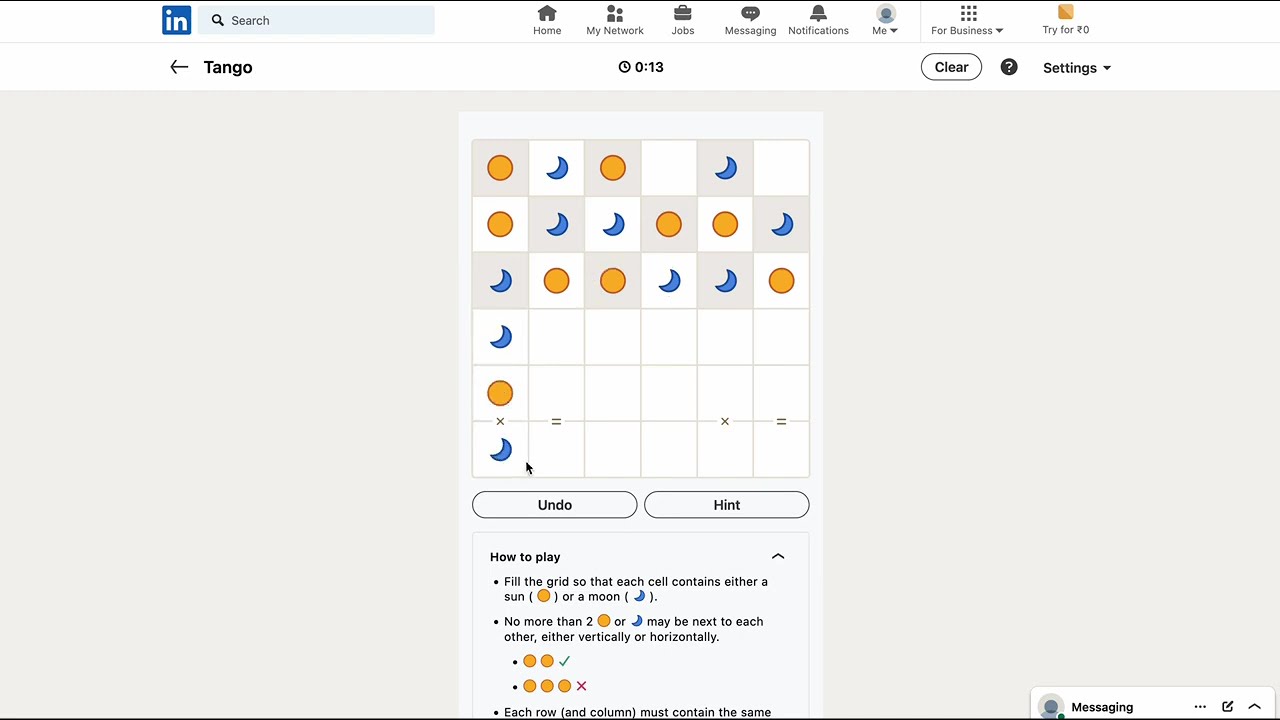 in
Search
Home
My Network
Jobs
Messaging
Notifications
Me
For Business
Try for ₹0
Tango
0:13
Clear
?
Settings
× = × =
Undo
Hint
How to play
• Fill the grid so that each cell contains either a
sun ( ) or a moon ( ).
• No more than 2 or may be next to each
other, either vertically or horizontally.
• Each row (and column) must contain the same
Messaging